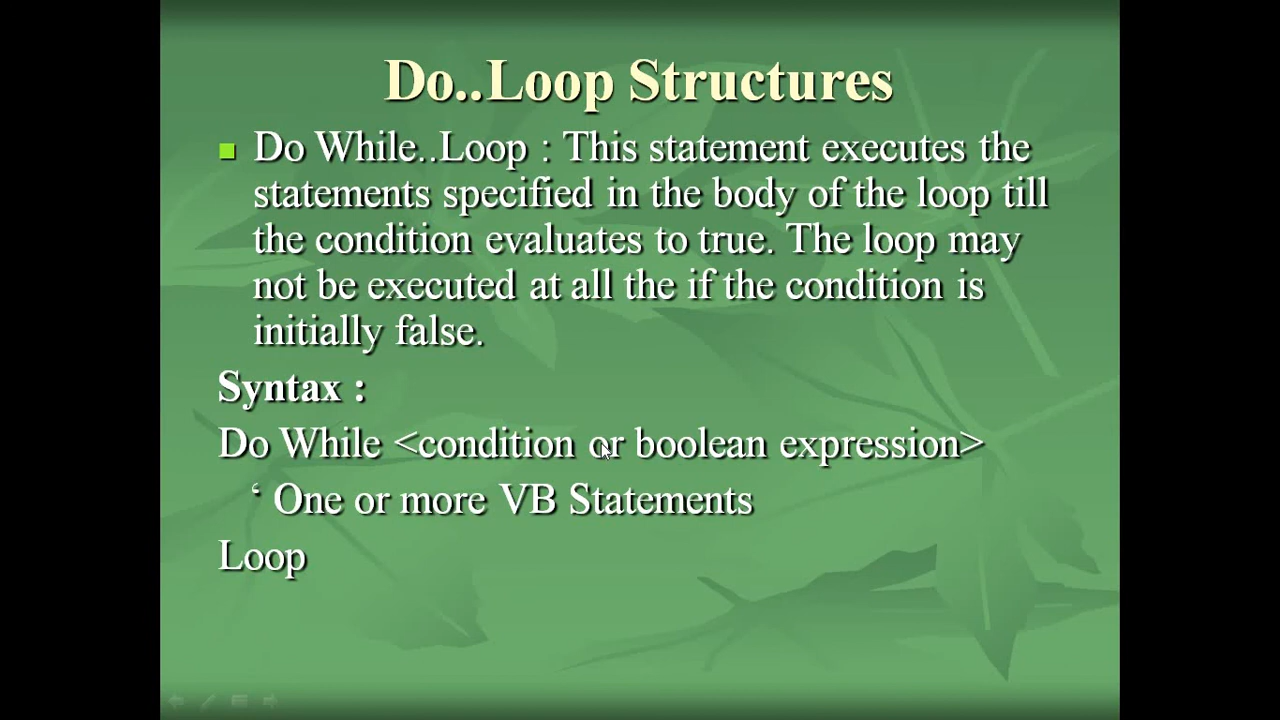 Do..Loop Structures
Do While..Loop : This statement executes the
statements specified in the body of the loop till
the condition evaluates to true. The loop may
not be executed at all the if the condition is
initially false.
Syntax :
Do While <condition or boolean expression>
‘ One or more VB Statements
Loop